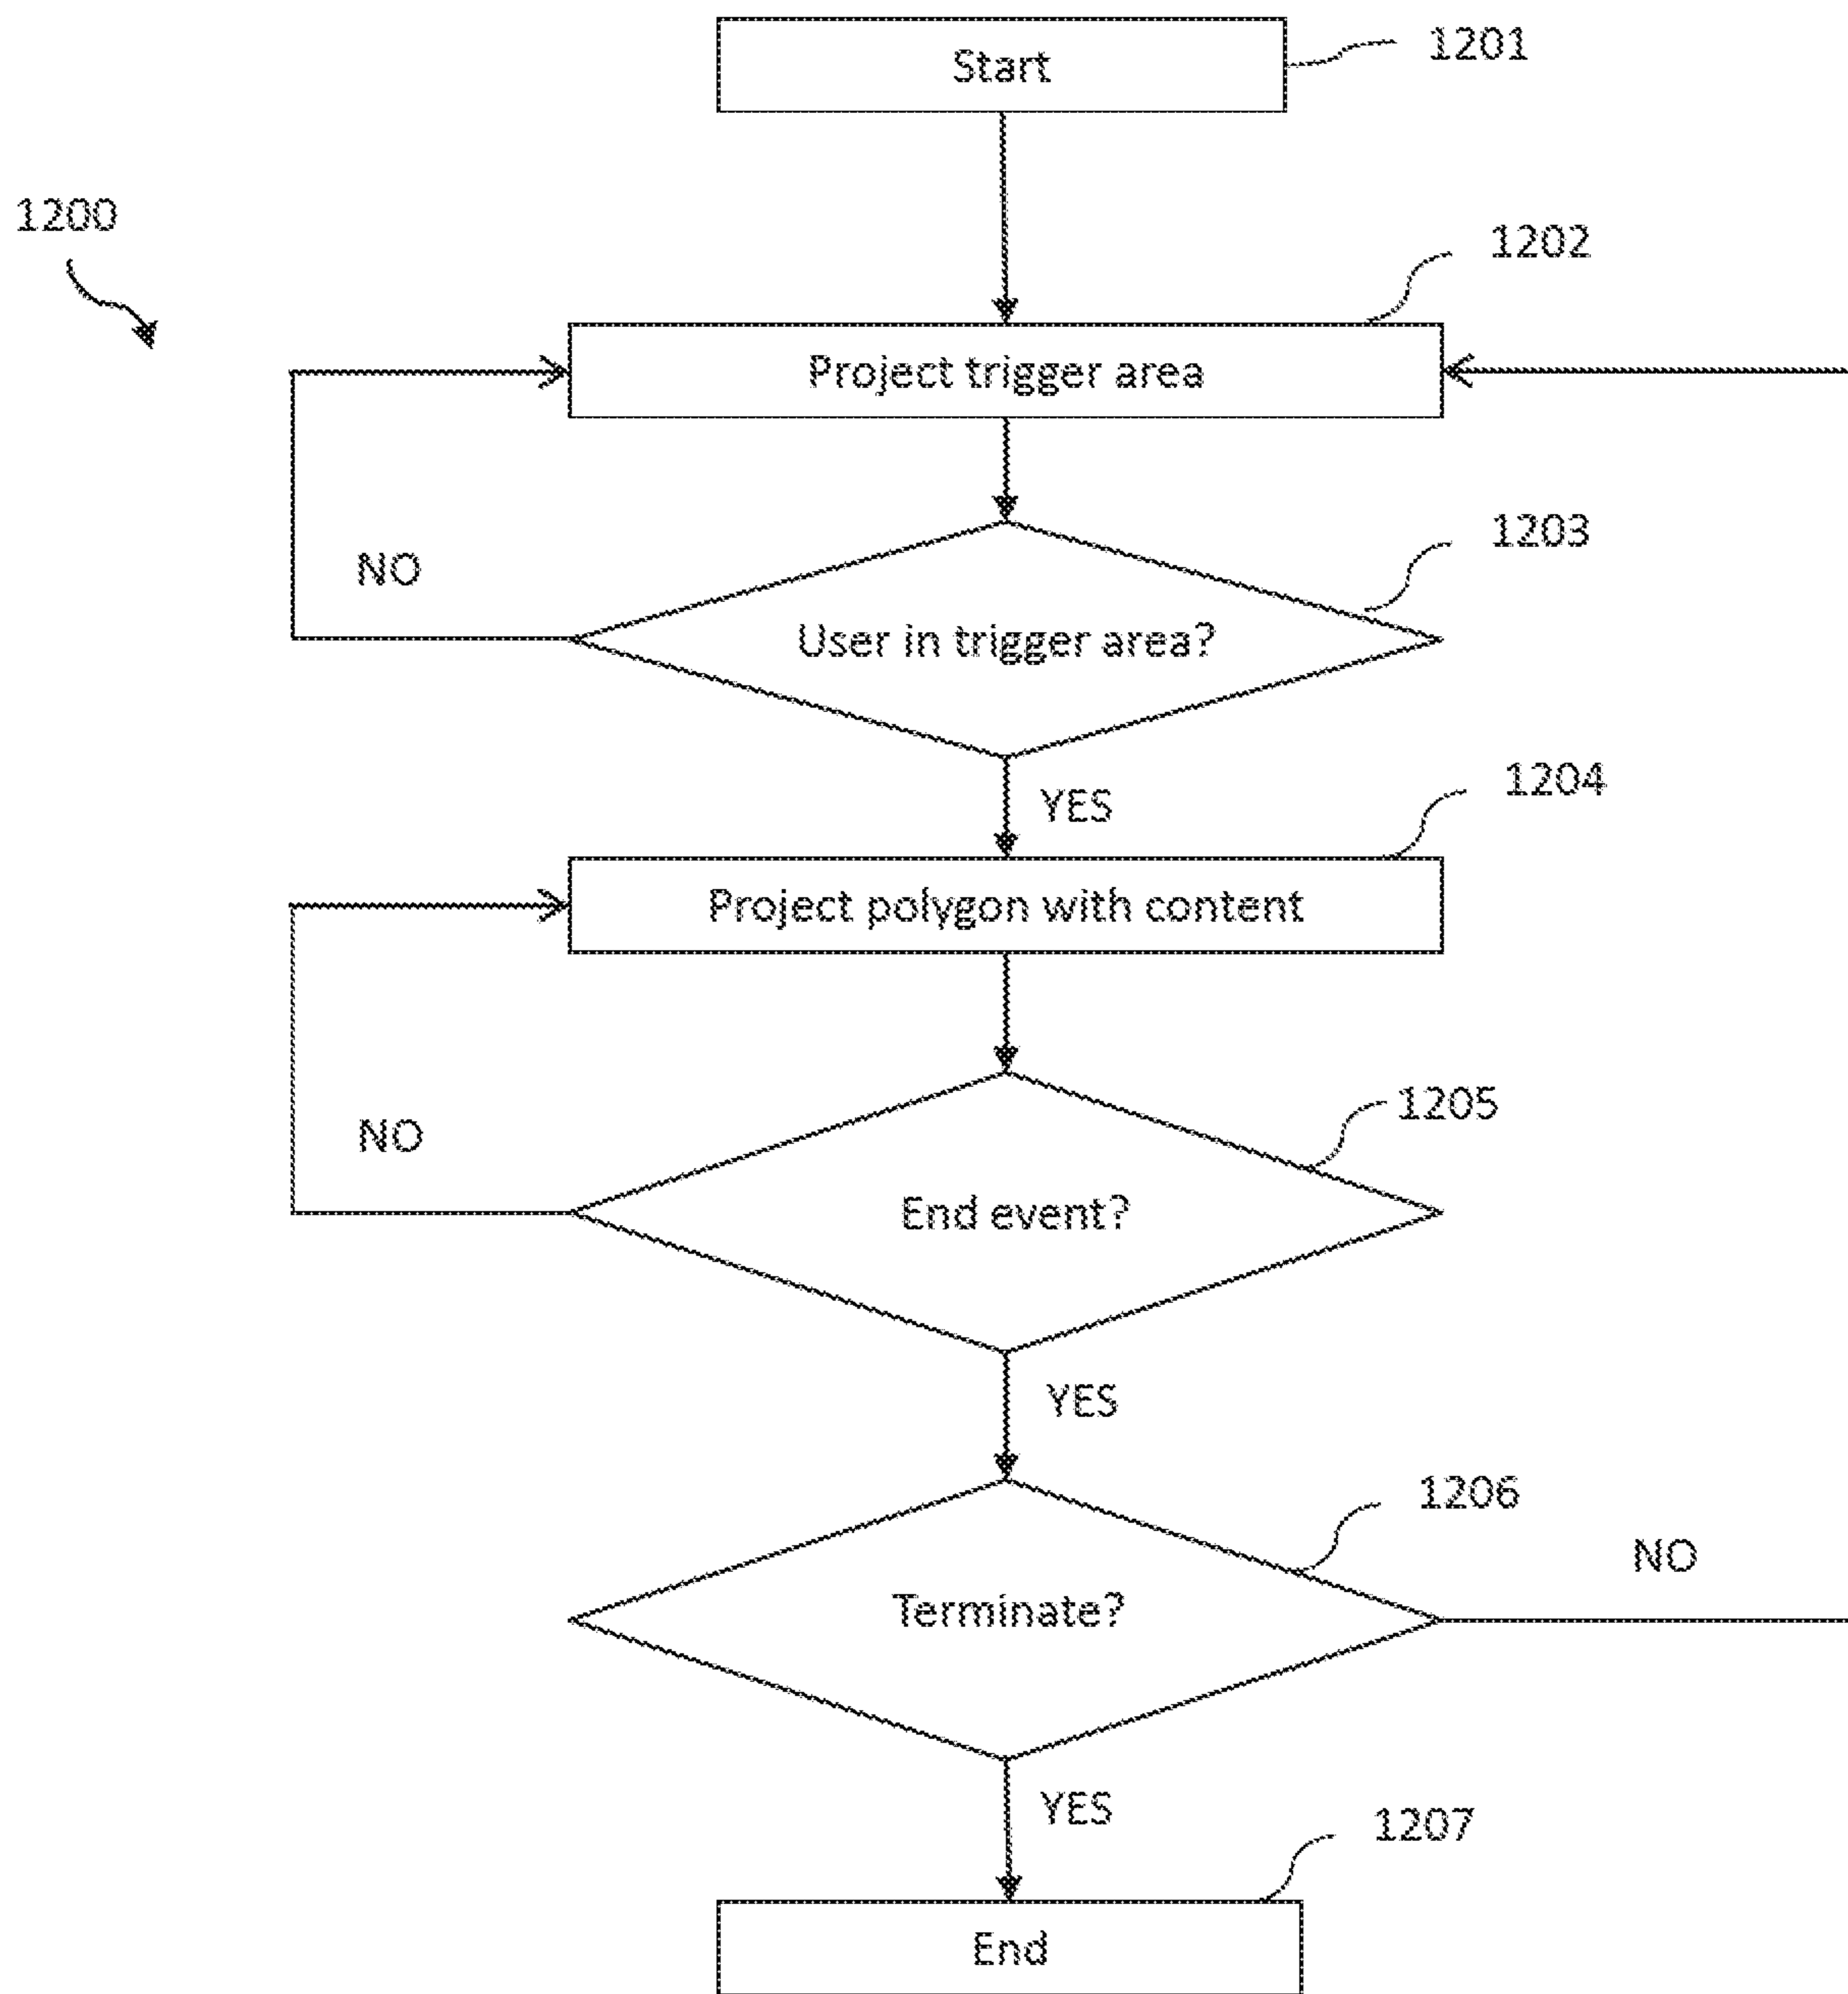 Start
1201
1200
1202
Project trigger area
1203
NO
User in trigger area?
YES
1204
Project polygon with content
1205
NO
End event?
YES
1206
NO
Terminate?
YES
1207
End